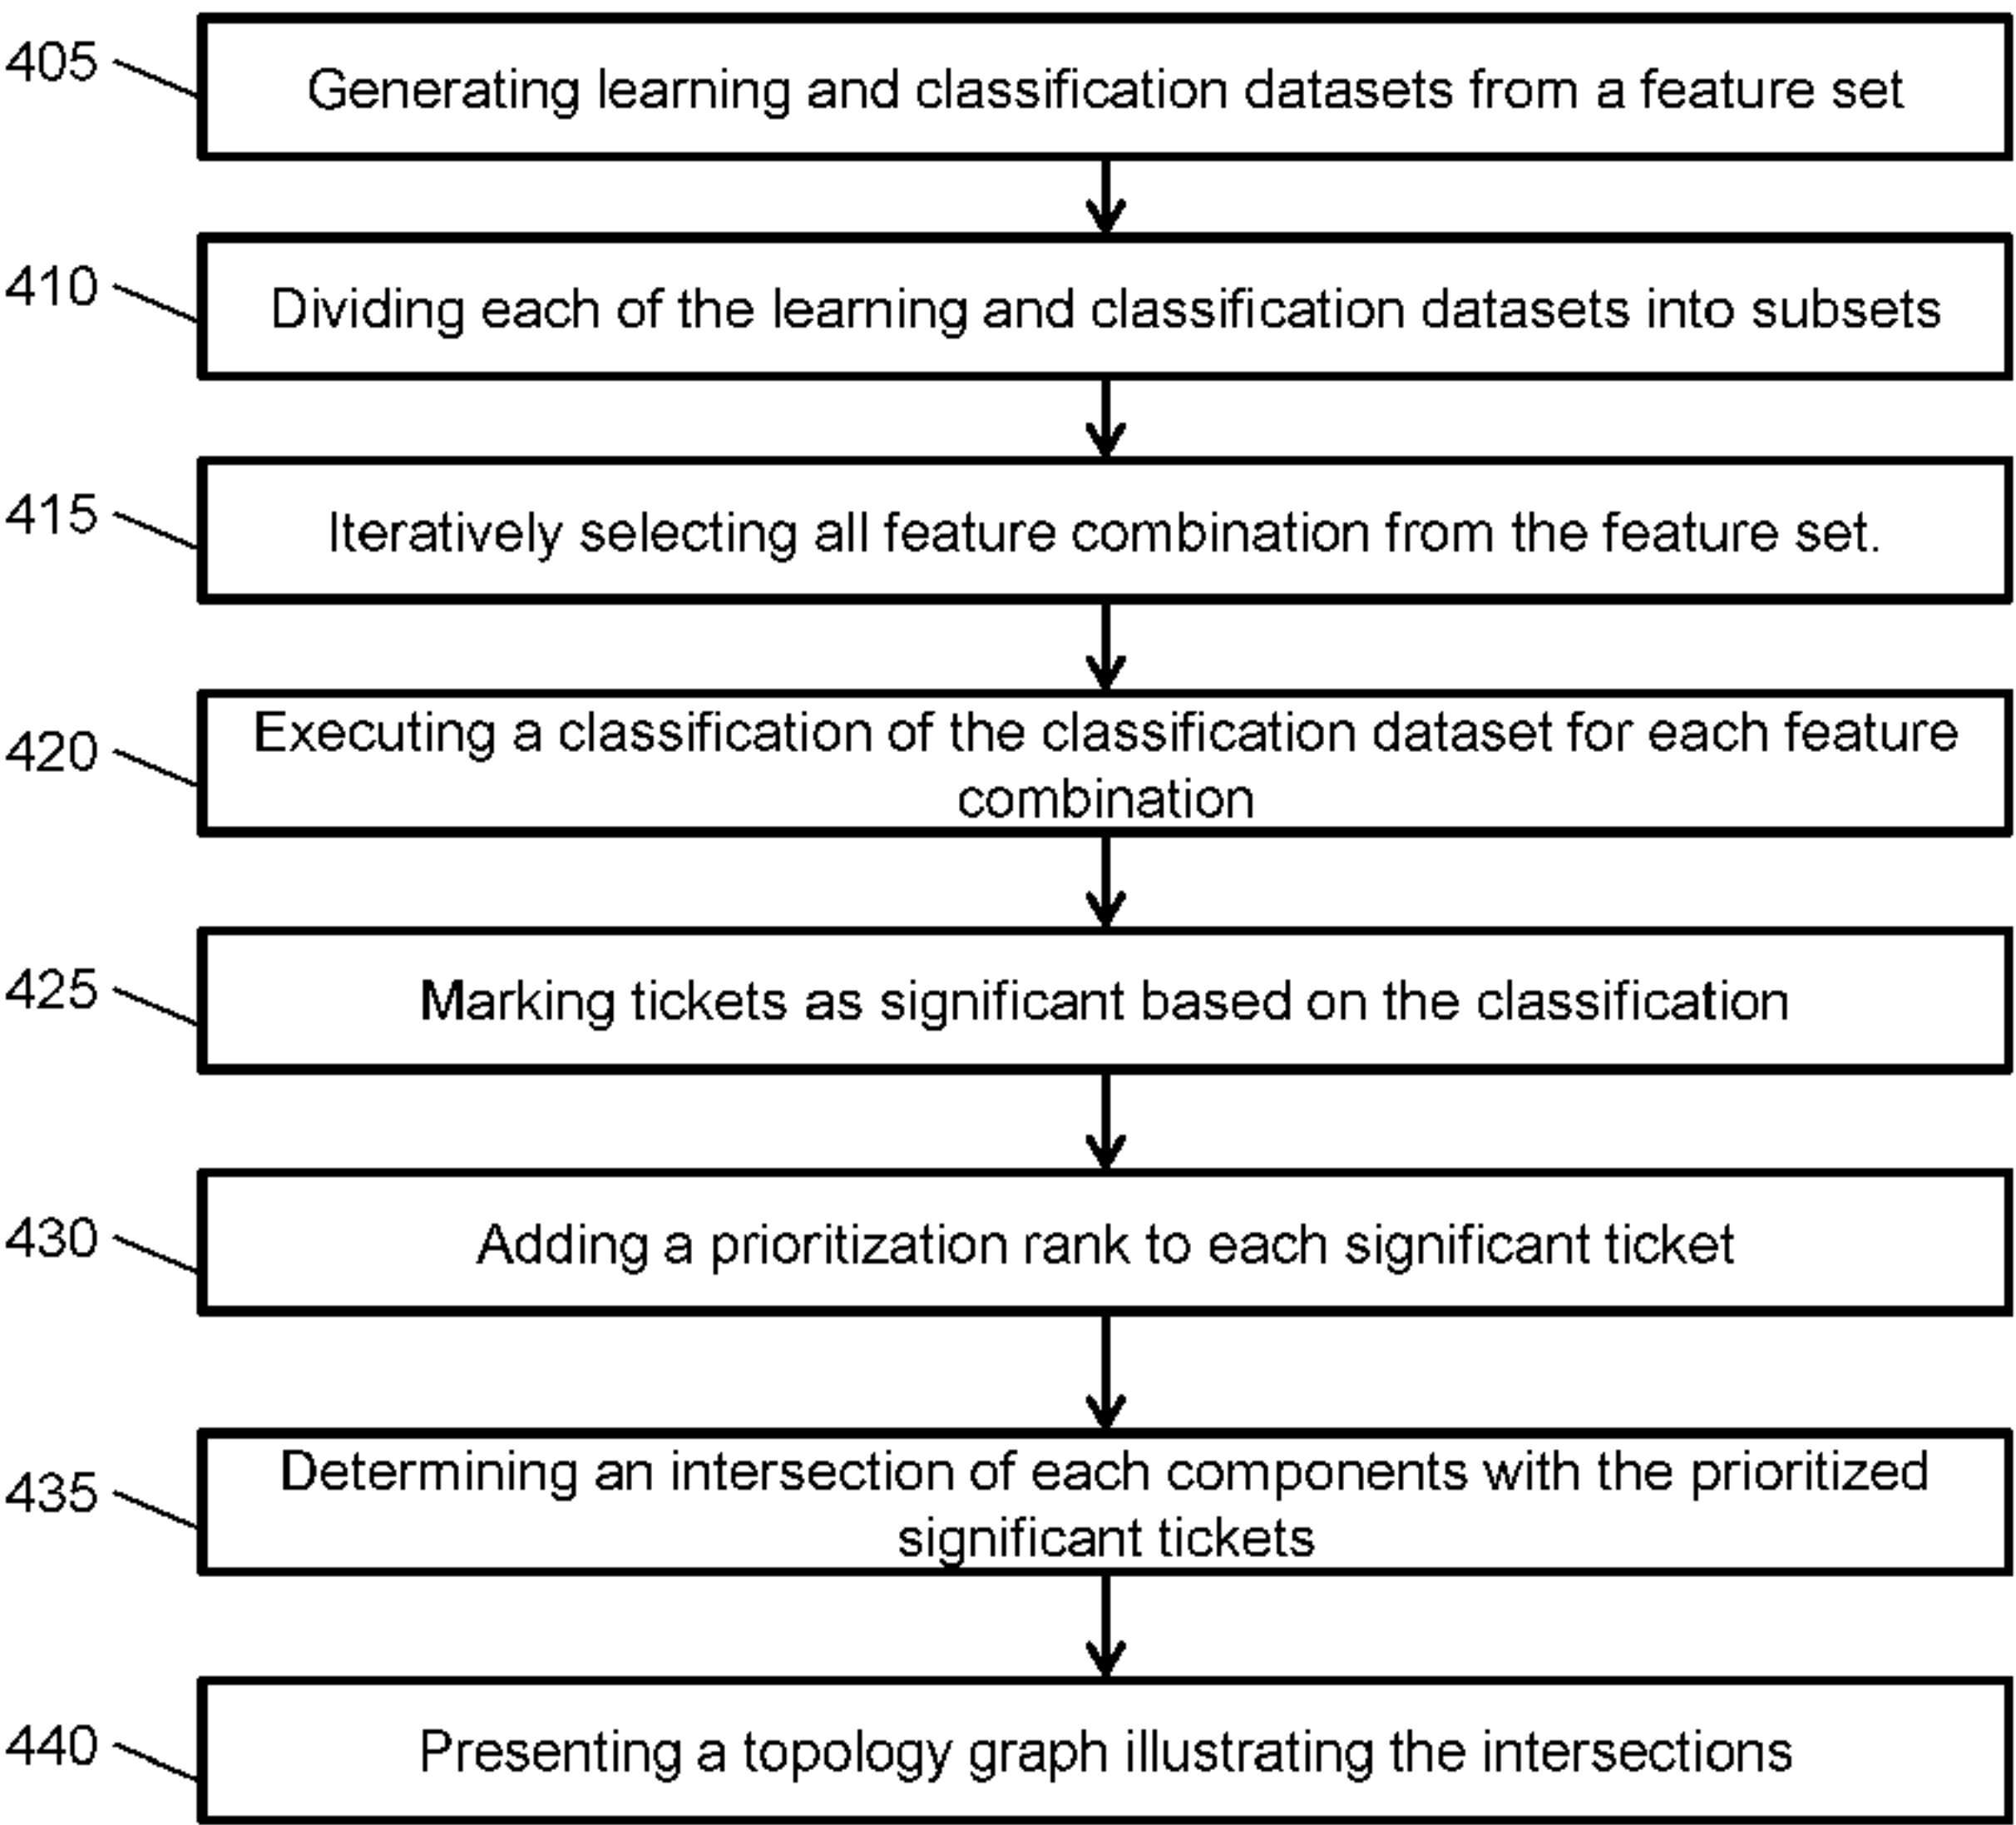 405
Generating learning and classification datasets from a feature set
410
Dividing each of the learning and classification datasets into subsets
415
Iteratively selecting all feature combination from the feature set.
420
Executing a classification of the classification dataset for each feature
combination
425
Marking tickets as significant based on the classification
430
Adding a prioritization rank to each significant ticket
435
Determining an intersection of each components with the prioritized
significant tickets
440
Presenting a topology graph illustrating the intersections